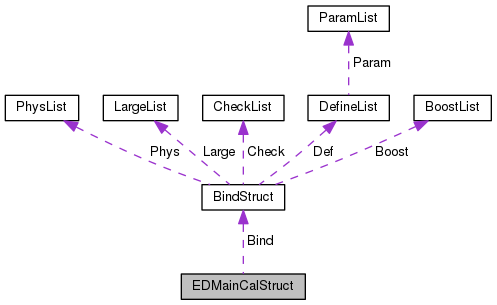 ParamList
Param
PhysList
LargeList
CheckList
DefineList
BoostList
Phys
Large
Check
Def
Boost
BindStruct
Bind
EDMainCalStruct